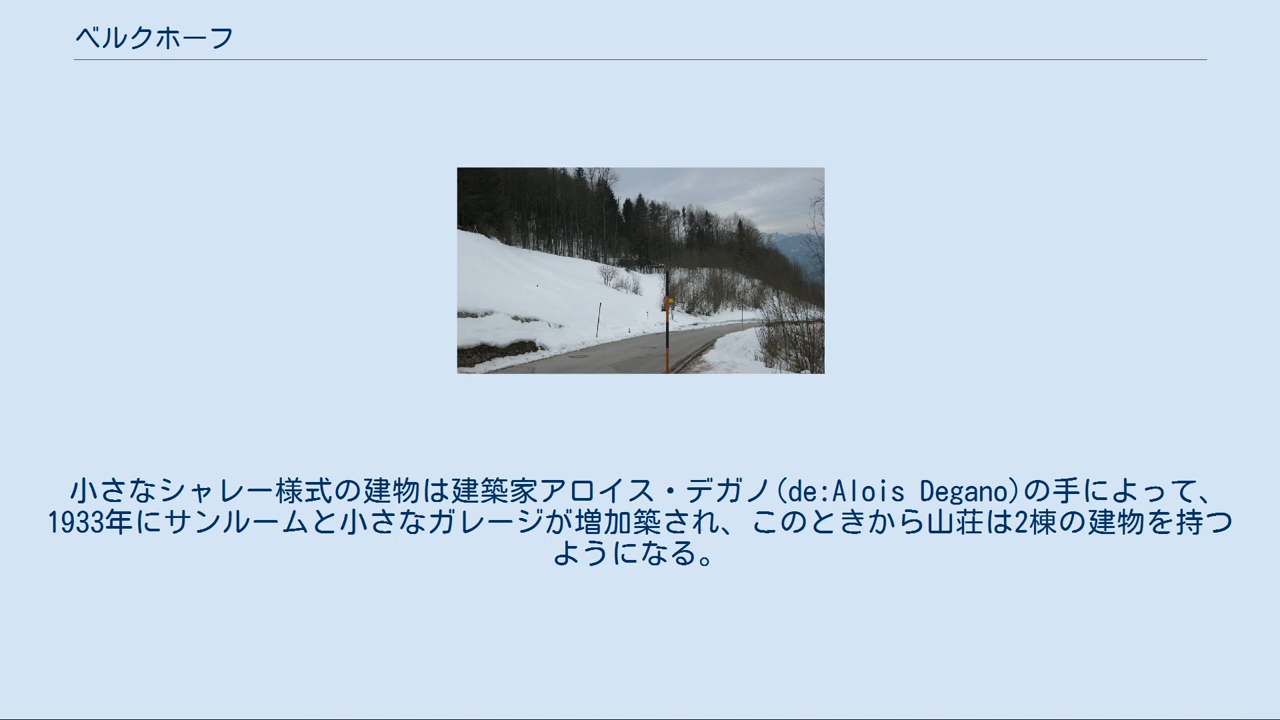 ベルクホーフ
小さなシャレー様式の建物は建築家アロイス・デガノ(de:Alois Degano)の手によって、
1933年にサンルームと小さなガレージが増加築され、このときから山荘は2棟の建物を持つ
ようになる。